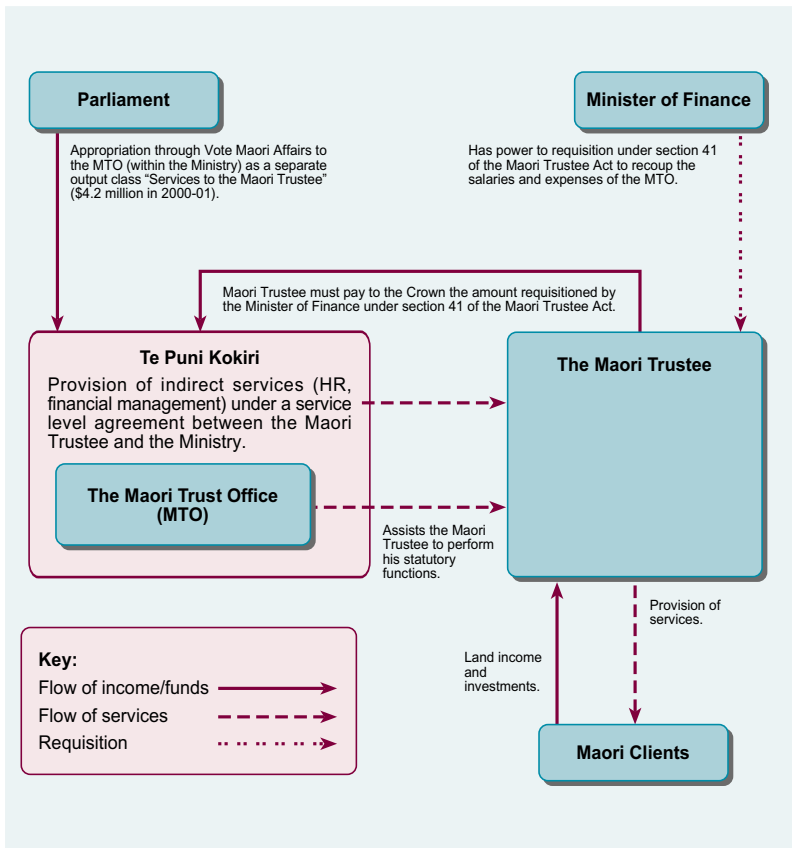 Parliament
Minister of Finance
Appropriation through Vote Maori Affairs to
the MTO (within the Ministry) as a separate
output class “Services to the Maori Trustee”
($4.2 million in 2000-01).
Has power to requisition under section 41
of the Maori Trustee Act to recoup the
salaries and expenses of the MTO.
Maori Trustee must pay to the Crown the amount requisitioned by
the Minister of Finance under section 41 of the Maori Trustee Act.
Te Puni Kokiri
Provision of indirect services (HR,
financial management) under a service
level agreement between the Maori
Trustee and the Ministry.
The Maori Trustee
The Maori Trust Office
(MTO)
Assists the Maori
Trustee to perform
his statutory
functions.
Provision of
services.
Land income
and
investments.
Key:
Flow of income/funds
Flow of services
Requisition
Maori Clients